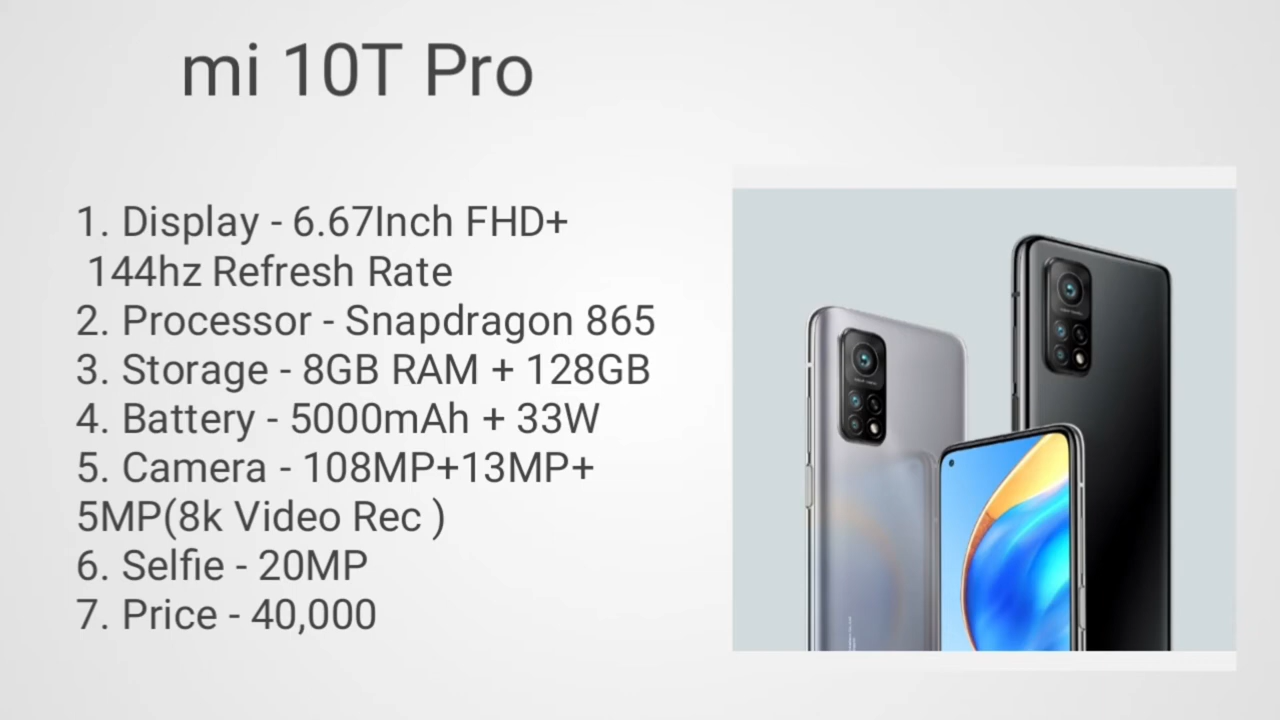 mi 10T Pro
1. Display - 6.67Inch FHD+
144hz Refresh Rate
2. Processor - Snapdragon 865
3. Storage - 8GB RAM + 128GB
4. Battery - 5000mAh + 33W
5. Camera - 108MP+13MP+
5MP(8k Video Rec )
6. Selfie - 20MP
7. Price - 40,000